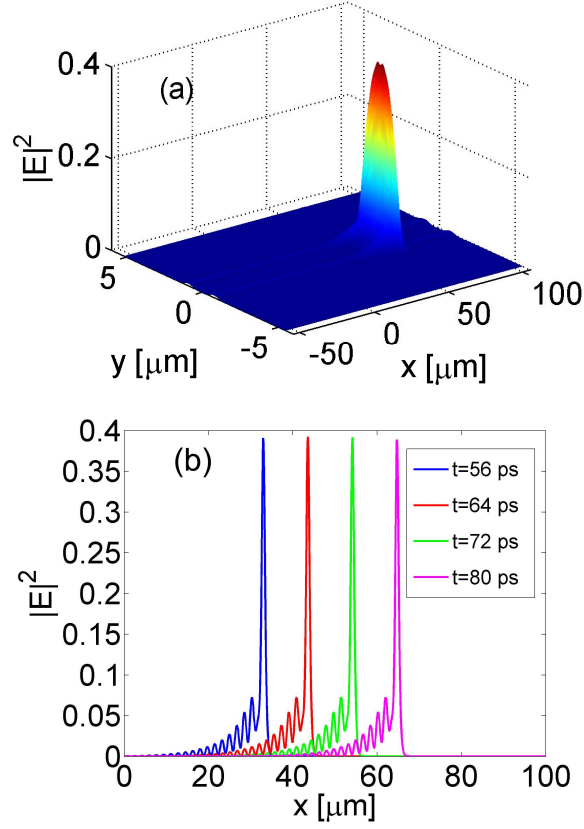 0.4
(a)
0.2
|E|²
0
5
0
-5
y [μm]
-50
0
50
100
x [μm]
0.4
(b)
0.35
0.3
0.25
0.2
0.15
0.1
0.05
0
|E|²
t=56 ps
t=64 ps
t=72 ps
t=80 ps
0 20 40 60 80 100
x [μm]